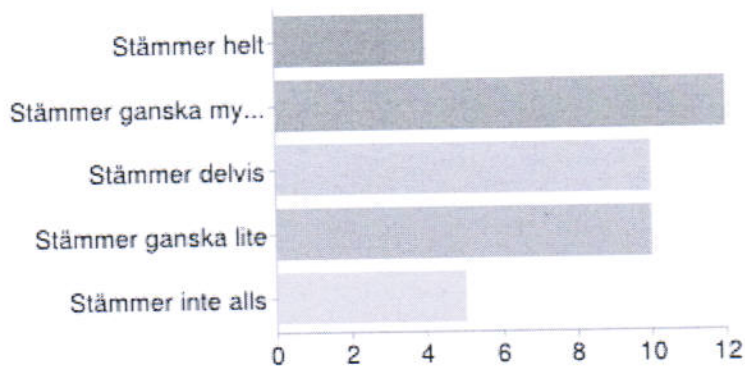 Stämmer helt
Stämmer ganska my...
Stämmer delvis
Stämmer ganska lite
Stämmer inte alls
0 2 4 6 8 10 12